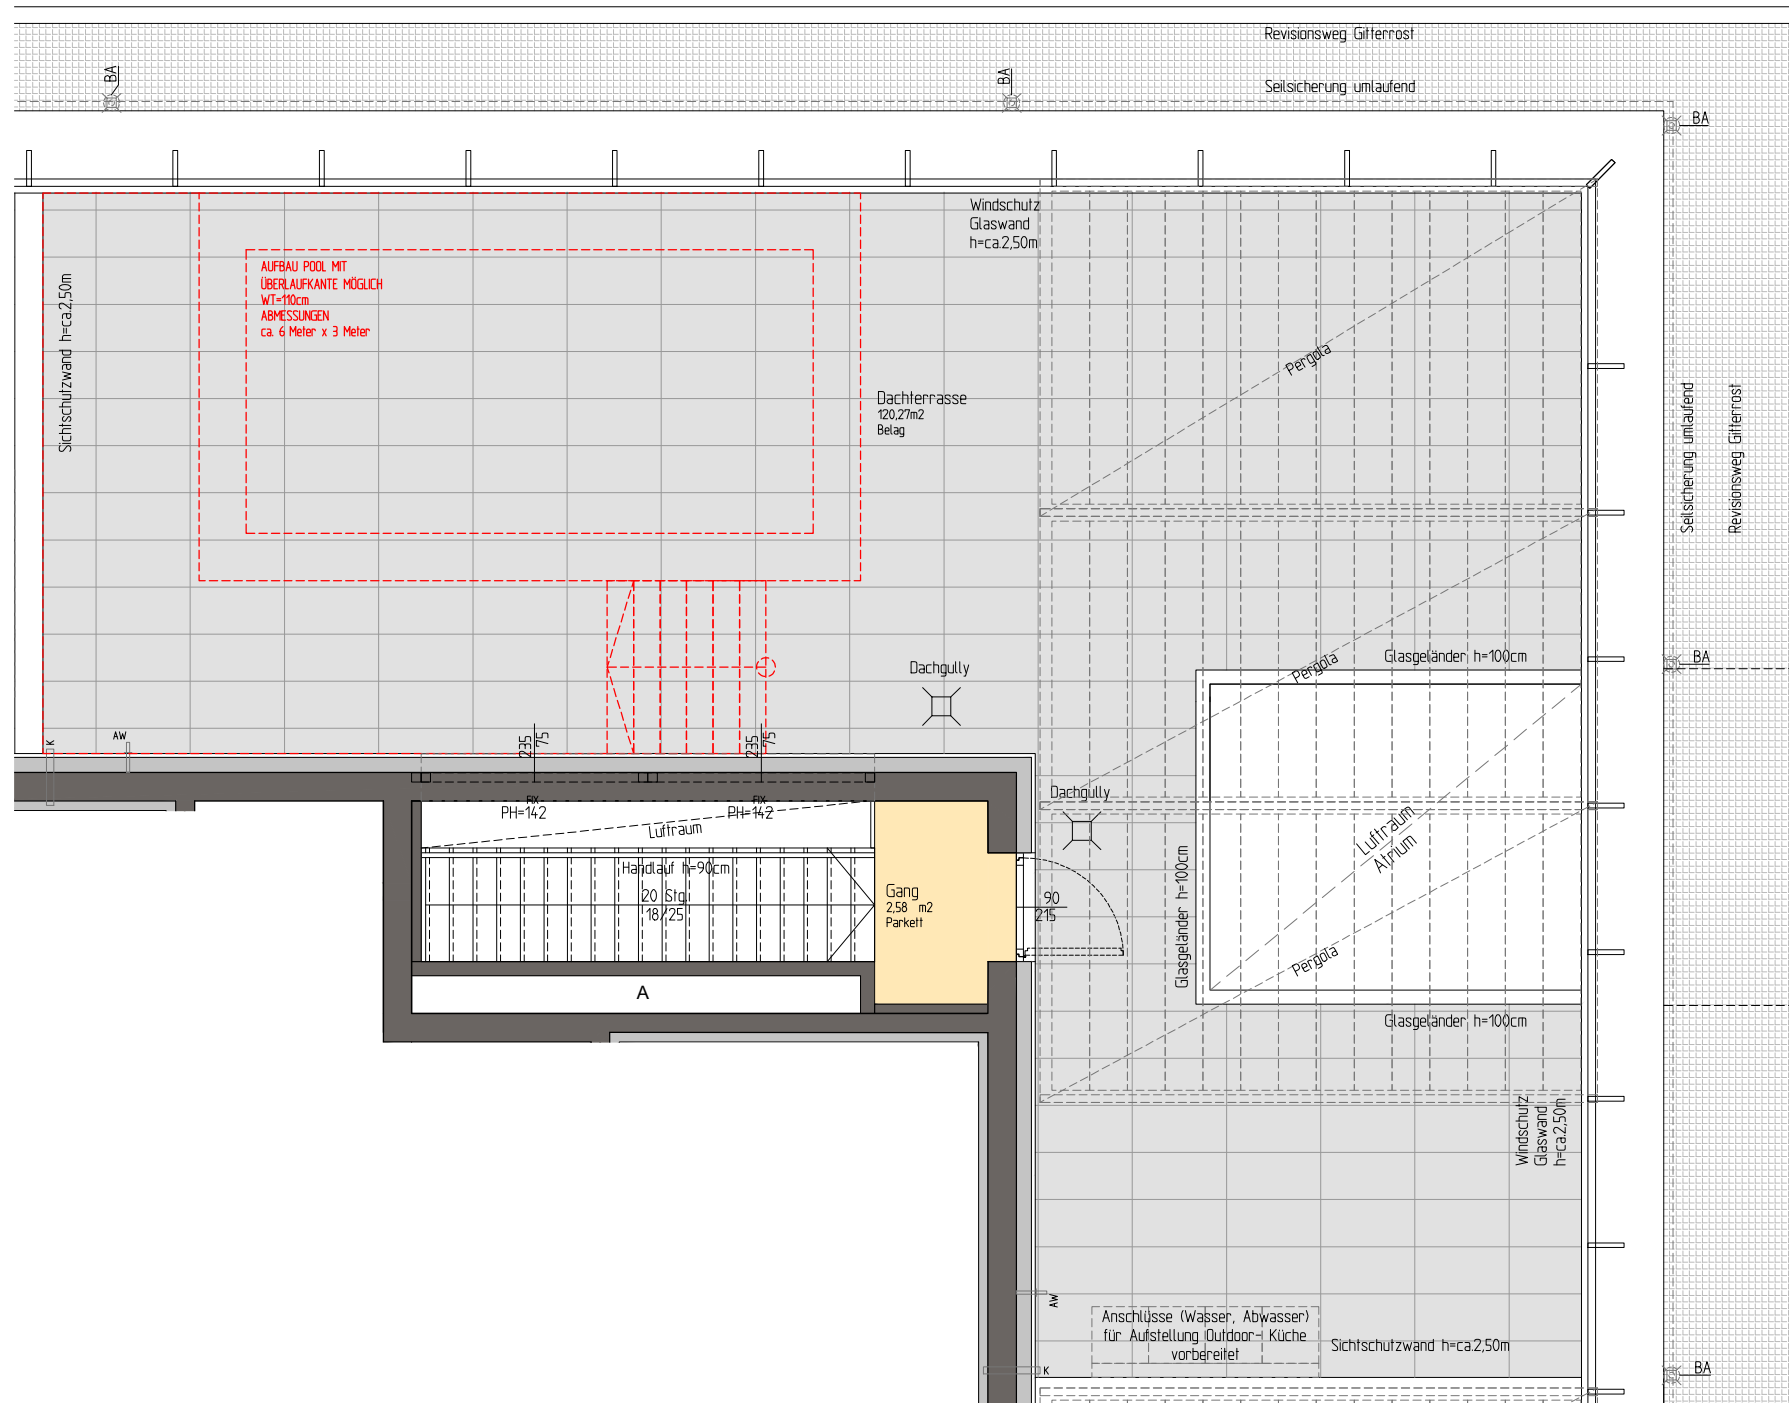 Revisionsweg Gitterrost
Seilsicherung umlaufend
BA
BA
BA
Windschutz
Glaswand
h=ca.2,50m
AUFBAU POOL MIT
ÜBERLAUFKANTE MÖGLICH
WT=110cm
ABMESSUNGEN
ca. 6 Meter x 3 Meter
Sichtschutzwand h=ca.2,50m
Dachterrasse
120,27m2
Belag
Pergola
Seilsicherung umlaufend
Revisionsweg Gitterrost
Glasgeländer h=100cm
Pergola
BA
Dachgully
K
AW
235
75
235
75
Dachgully
FIX
PH=142
FIX
PH=142
Luftraum
Handlauf h=90cm
20 Stg.
18/25
Gang
2,58 m2
Parkett
90
215
Luftraum
Atrium
Glasgeländer h=100cm
Pergola
A
Glasgeländer h=100cm
Windschutz
Glaswand
h=ca.2,50m
AW
Anschlüsse (Wasser, Abwasser)
für Aufstellung Outdoor- Küche
vorbereitet
Sichtschutzwand h=ca.2,50m
K
BA